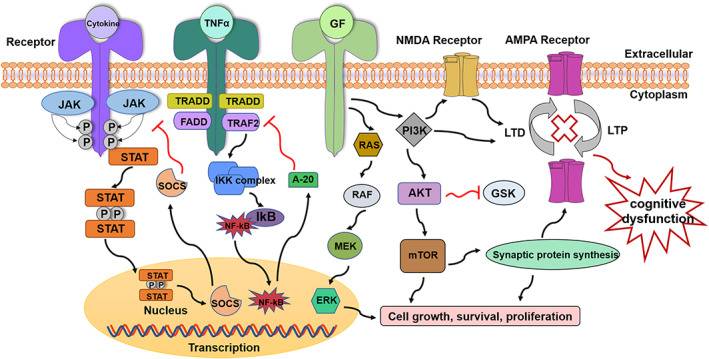 Cytokine
TNFα
GF
Receptor
NMDA Receptor
AMPA Receptor
Extracellular
Cytoplasm
JAK
JAK
P
P
P
P
STAT
TRADD
TRADD
FADD
TRAF2
RAS
PI3K
LTD
LTP
SOCS
IKK complex
A-20
STAT
P P
STAT
NF-kB
IkB
RAF
AKT
GSK
cognitive
dysfunction
MEK
mTOR
Synaptic protein synthesis
STAT
P P
STAT
Nucleus
SOCS
NF-kB
ERK
Cell growth, survival, proliferation
Transcription